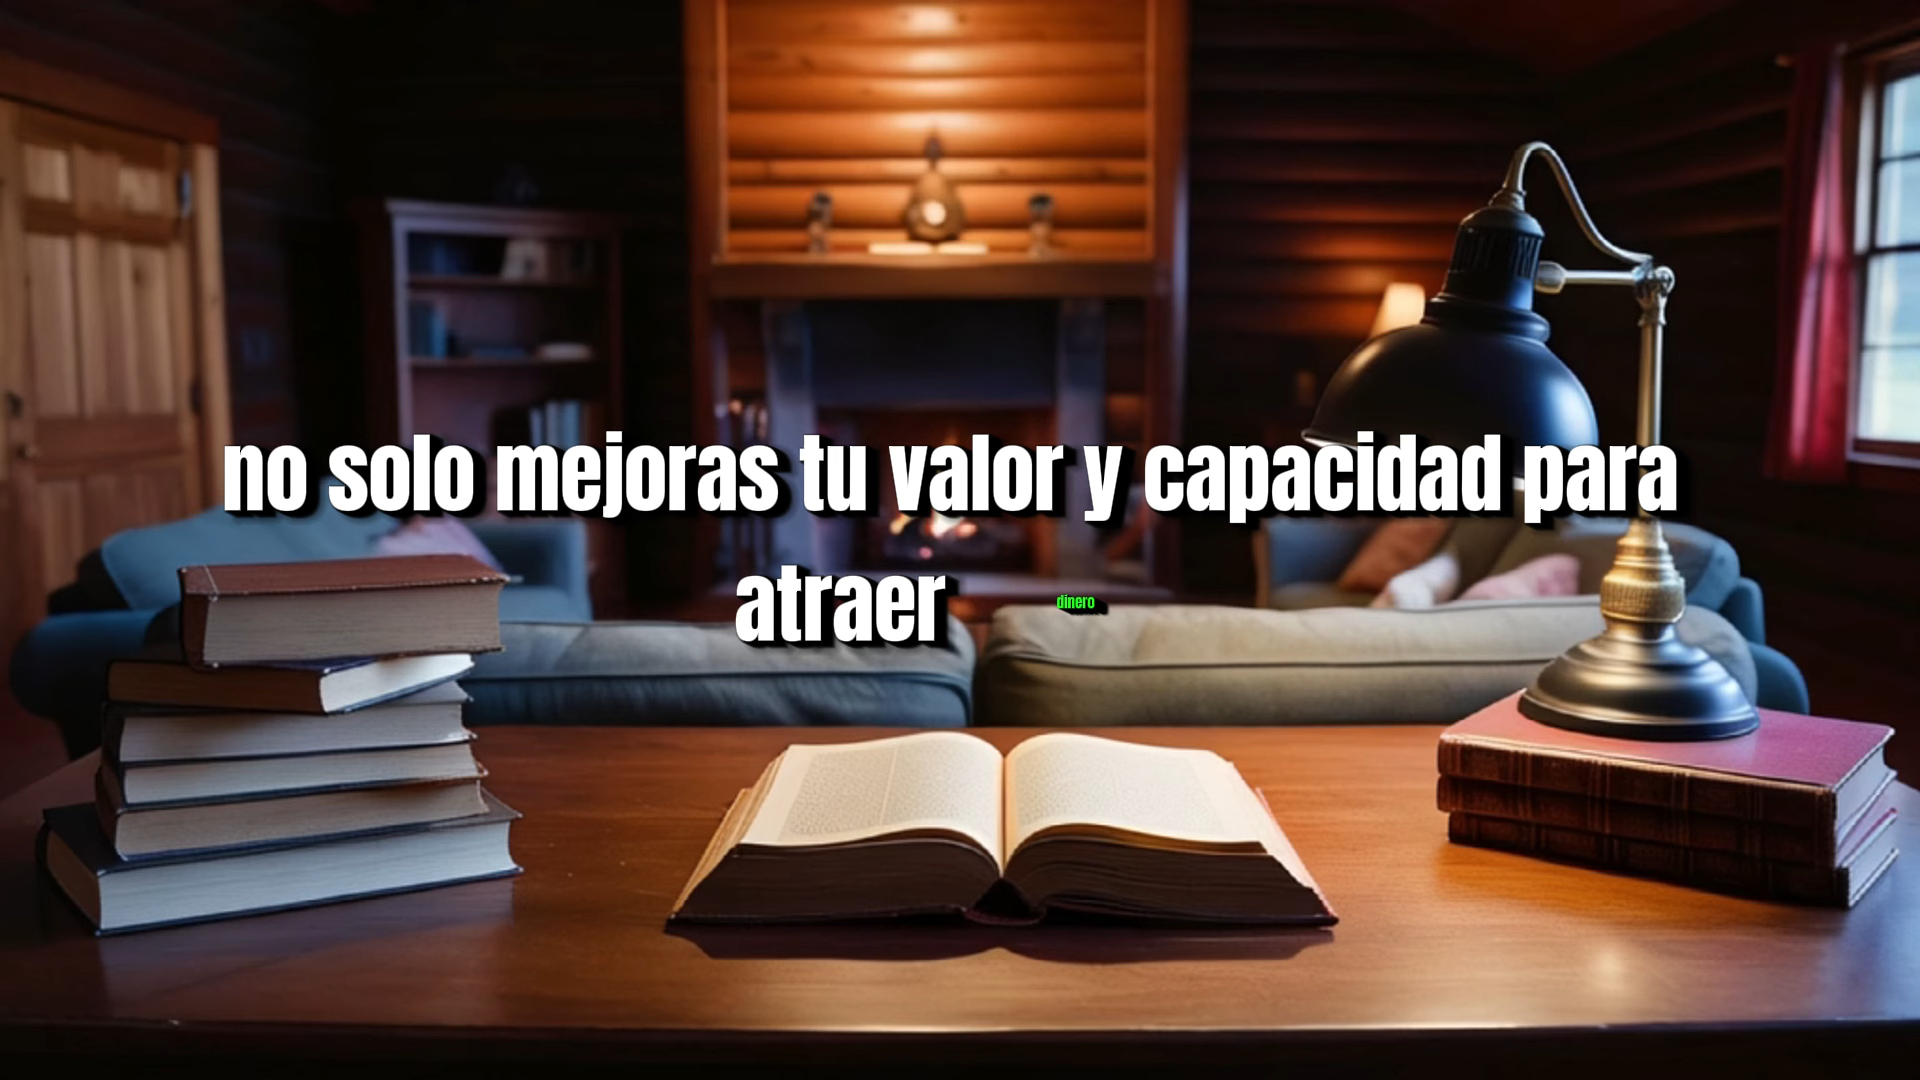 no solo mejoras tu valor y capacidad para
atraer dinero